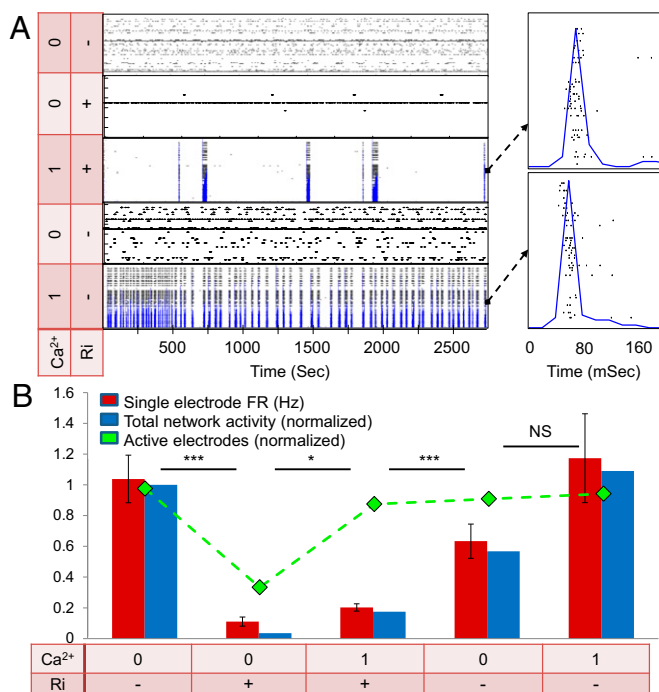 A
0 -
0 +
1 +
0 -
1 -
Ca²⁺ Ri
500 1000 1500 2000 2500
Time (Sec)
0 80 160
Time (mSec)
B
1.6
1.4
1.2
1
0.8
0.6
0.4
0.2
0
Single electrode FR (Hz)
Total network activity (normalized)
Active electrodes (normalized)
*** * *** NS
Ca²⁺ 0 0 1 0 1
Ri - + + - -